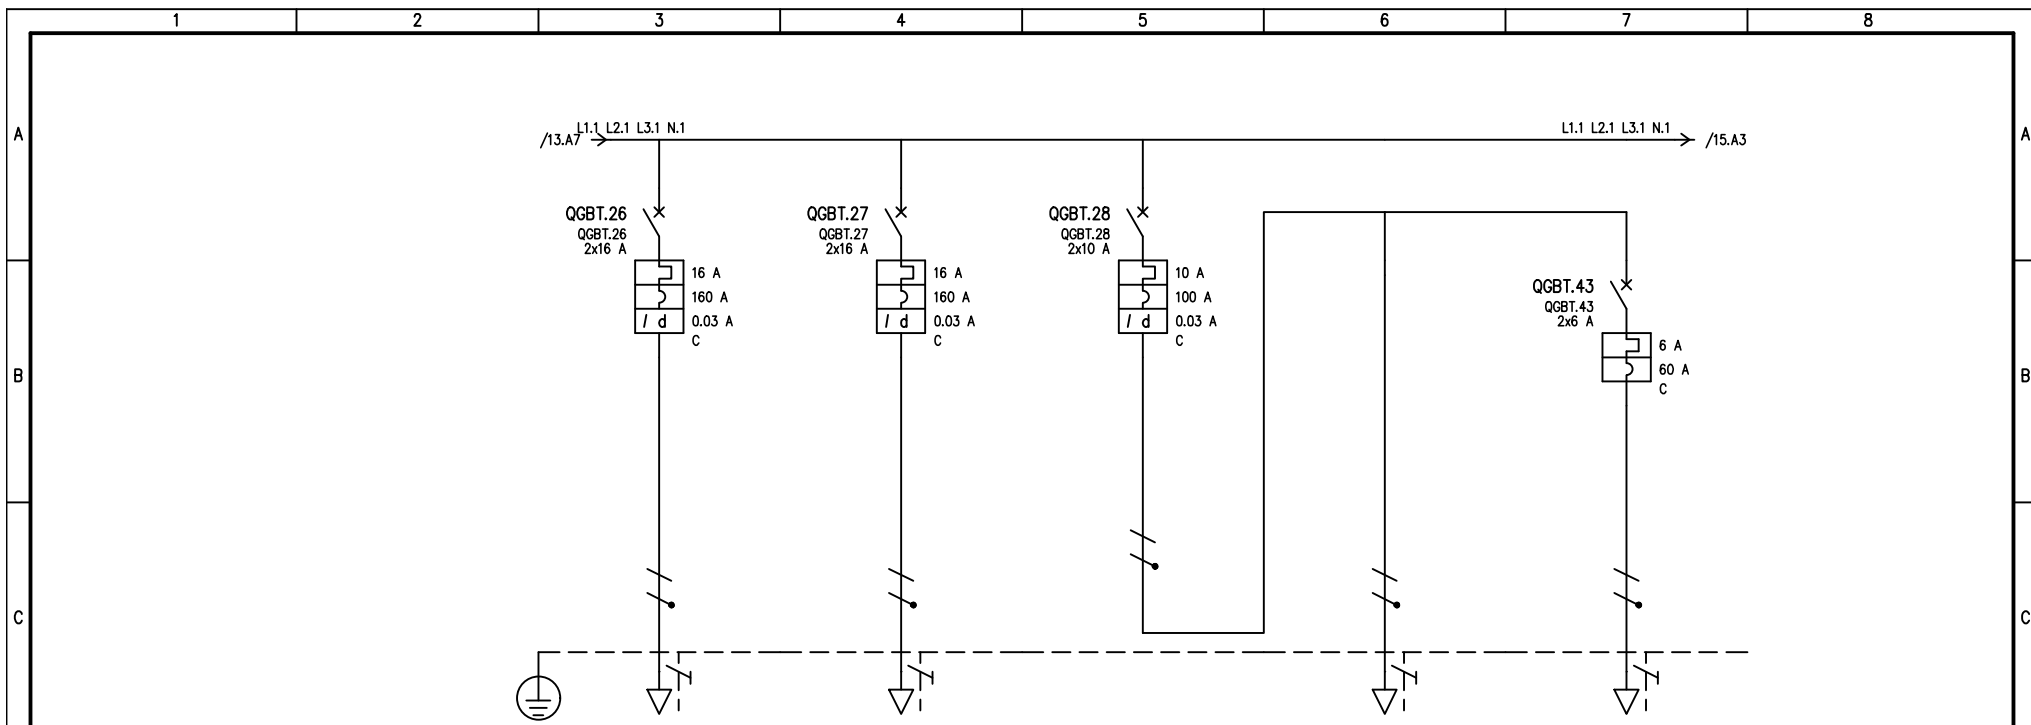 1 2 3 4 5 6 7 8
A A
L1.1 L2.1 L3.1 N.1 L1.1 L2.1 L3.1 N.1
/13.A7 /15.A3
QGBT.26
QGBT.26
2x16 A
16 A
160 A
I d 0.03 A
C
QGBT.27
QGBT.27
2x16 A
16 A
160 A
I d 0.03 A
C
QGBT.28
QGBT.28
2x10 A
10 A
100 A
I d 0.03 A
C
QGBT.43
QGBT.43
2x6 A
6 A
60 A
C
B B
C C